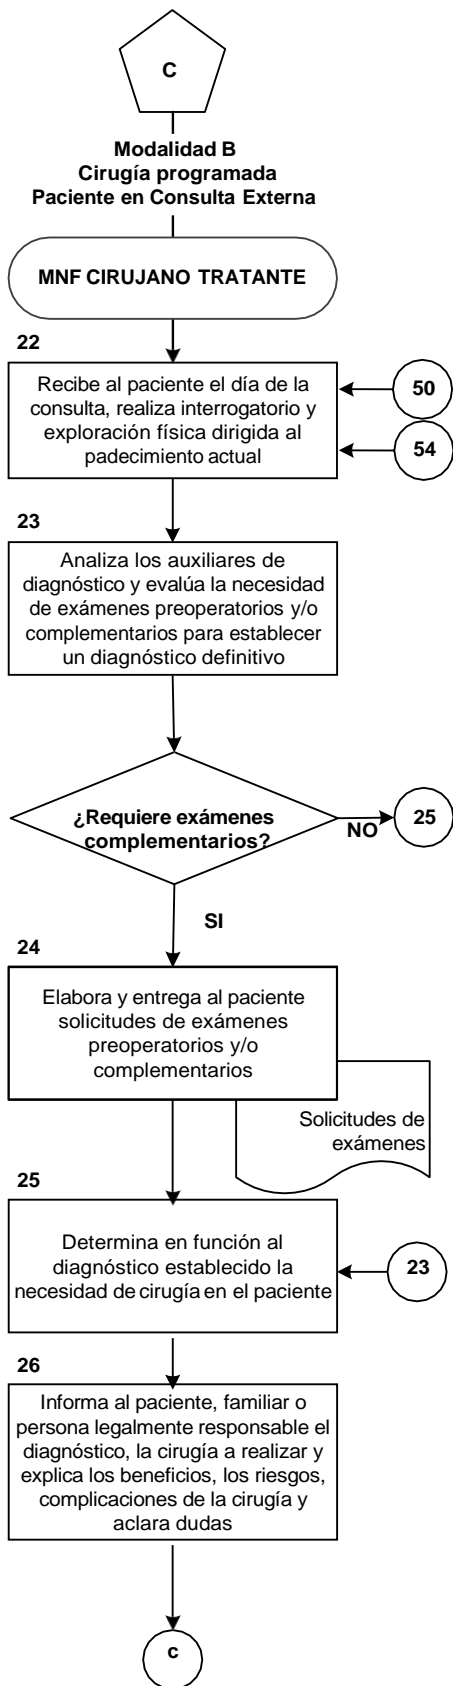 C
Modalidad B
Cirugía programada
Paciente en Consulta Externa
MNF CIRUJANO TRATANTE
22
Recibe al paciente el día de la
consulta, realiza interrogatorio y
exploración física dirigida al
padecimiento actual
50
54
23
Analiza los auxiliares de
diagnóstico y evalúa la necesidad
de exámenes preoperatorios y/o
complementarios para establecer
un diagnóstico definitivo
¿Requiere exámenes
complementarios?
NO
25
SI
24
Elabora y entrega al paciente
solicitudes de exámenes
preoperatorios y/o
complementarios
Solicitudes de
exámenes
25
Determina en función al
diagnóstico establecido la
necesidad de cirugía en el paciente
23
26
Informa al paciente, familiar o
persona legalmente responsable el
diagnóstico, la cirugía a realizar y
explica los beneficios, los riesgos,
complicaciones de la cirugía y
aclara dudas
c